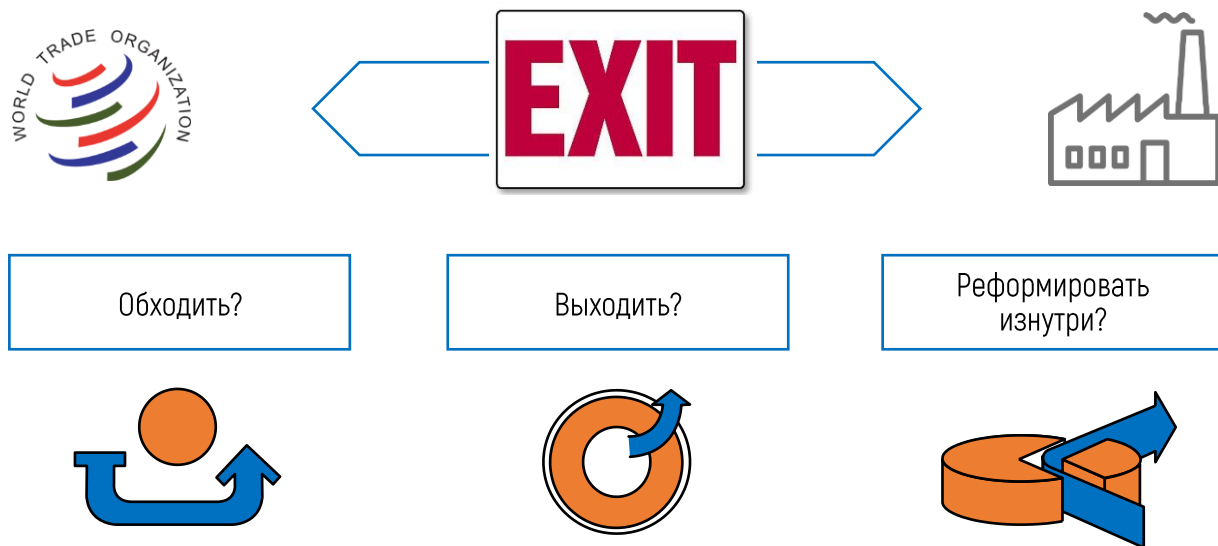 WORLD TRADE ORGANIZATION
EXIT
Обходить?
Выходить?
Реформировать
изнутри?